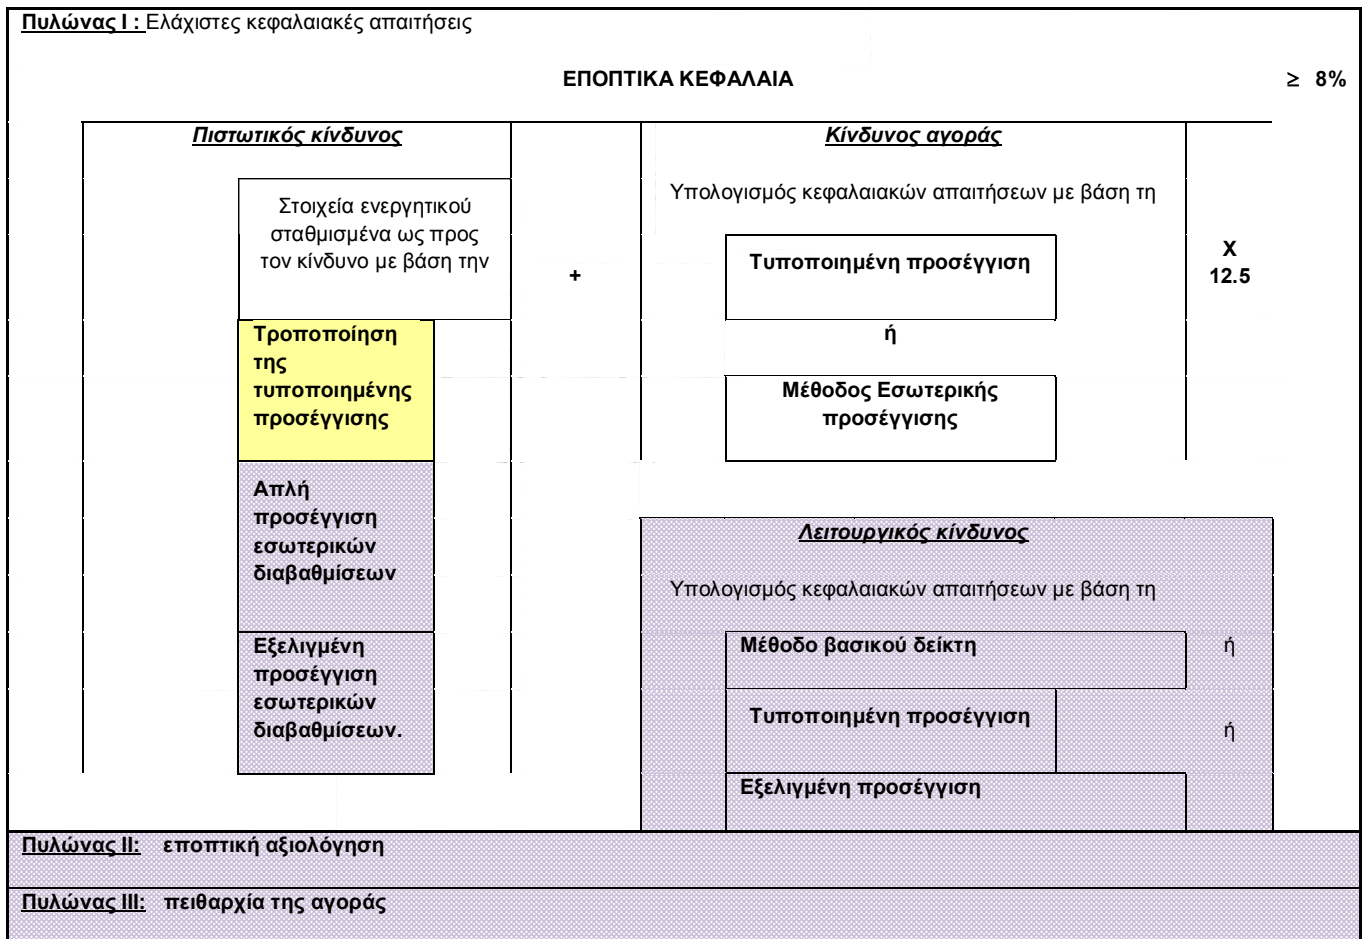 Πυλώνας Ι : Ελάχιστες κεφαλαιακές απαιτήσεις
ΕΠΟΠΤΙΚΑ ΚΕΦΑΛΑΙΑ
≥ 8%
Πιστωτικός κίνδυνος
Στοιχεία ενεργητικού
σταθμισμένα ως προς
τον κίνδυνο με βάση την
Τροποποίηση
της
τυποποιημένης
προσέγγισης
Απλή
προσέγγιση
εσωτερικών
διαβαθμίσεων
Εξελιγμένη
προσέγγιση
εσωτερικών
διαβαθμίσεων.
+
Κίνδυνος αγοράς
Υπολογισμός κεφαλαιακών απαιτήσεων με βάση τη
Τυποποιημένη προσέγγιση
ή
Μέθοδος Εσωτερικής
προσέγγισης
Χ
12.5
Λειτουργικός κίνδυνος
Υπολογισμός κεφαλαιακών απαιτήσεων με βάση τη
Μέθοδο βασικού δείκτη
ή
Τυποποιημένη προσέγγιση
ή
Εξελιγμένη προσέγγιση
Πυλώνας ΙΙ: εποπτική αξιολόγηση
Πυλώνας ΙΙΙ: πειθαρχία της αγοράς